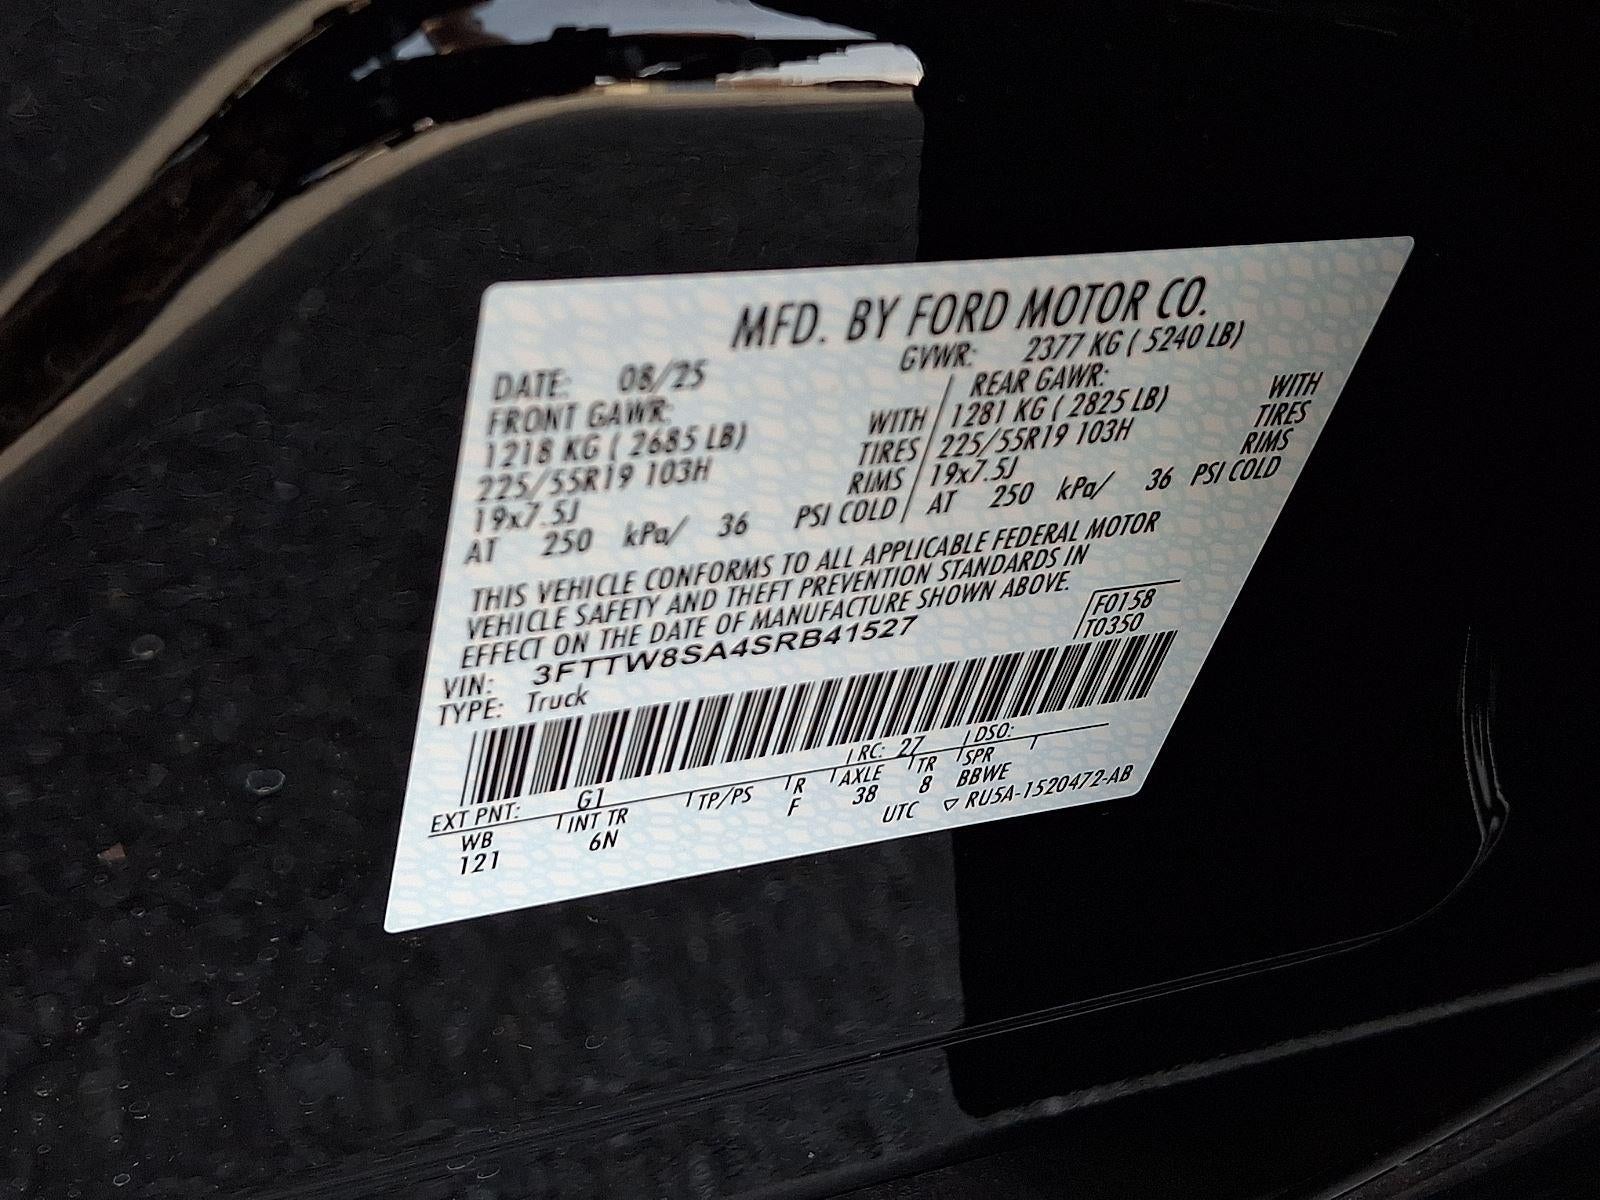 MFD. BY FORD MOTOR CO.
DATE: 08/25 GVWR: 2377 KG ( 5240 LB)
FRONT GAWR: REAR GAWR:
1218 KG ( 2685 LB) WITH 1281 KG ( 2825 LB) WITH
225/55R19 103H TIRES 225/55R19 103H TIRES
19x7.5J RIMS 19x7.5J RIMS
AT 250 kPa/ 36 PSI COLD AT 250 kPa/ 36 PSI COLD
THIS VEHICLE CONFORMS TO ALL APPLICABLE FEDERAL MOTOR
VEHICLE SAFETY AND THEFT PREVENTION STANDARDS IN
EFFECT ON THE DATE OF MANUFACTURE SHOWN ABOVE.
VIN: 3FTTW8SA4SRB41527 F0158
TYPE: Truck T0350
EXT PNT: G1 RC: 27 DSO:
WB INT TR TP/PS R AXLE TR SPR
121 6N F 38 8 BBWE
UTC ▽ RU5A-1520472-AB